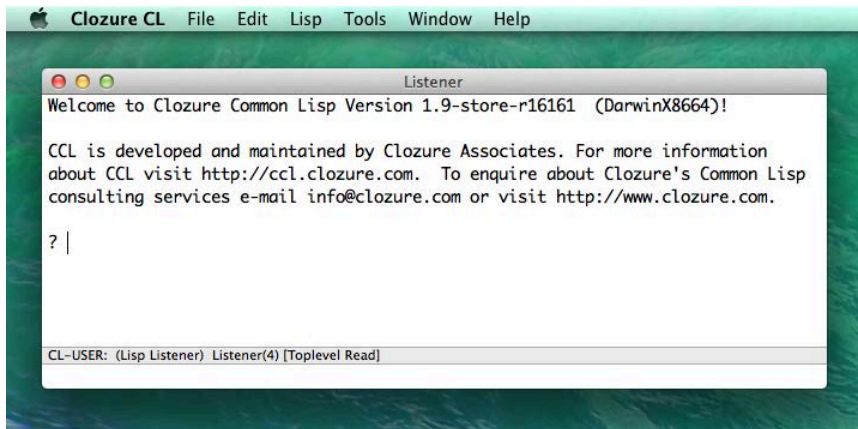 Clozure CL File Edit Lisp Tools Window Help
Listener
Welcome to Clozure Common Lisp Version 1.9-store-r16161  (DarwinX8664)!
CCL is developed and maintained by Clozure Associates. For more information
about CCL visit http://ccl.clozure.com.  To enquire about Clozure's Common Lisp
consulting services e-mail info@clozure.com or visit http://www.clozure.com.
?
CL-USER: (Lisp Listener) Listener(4) [Toplevel Read]